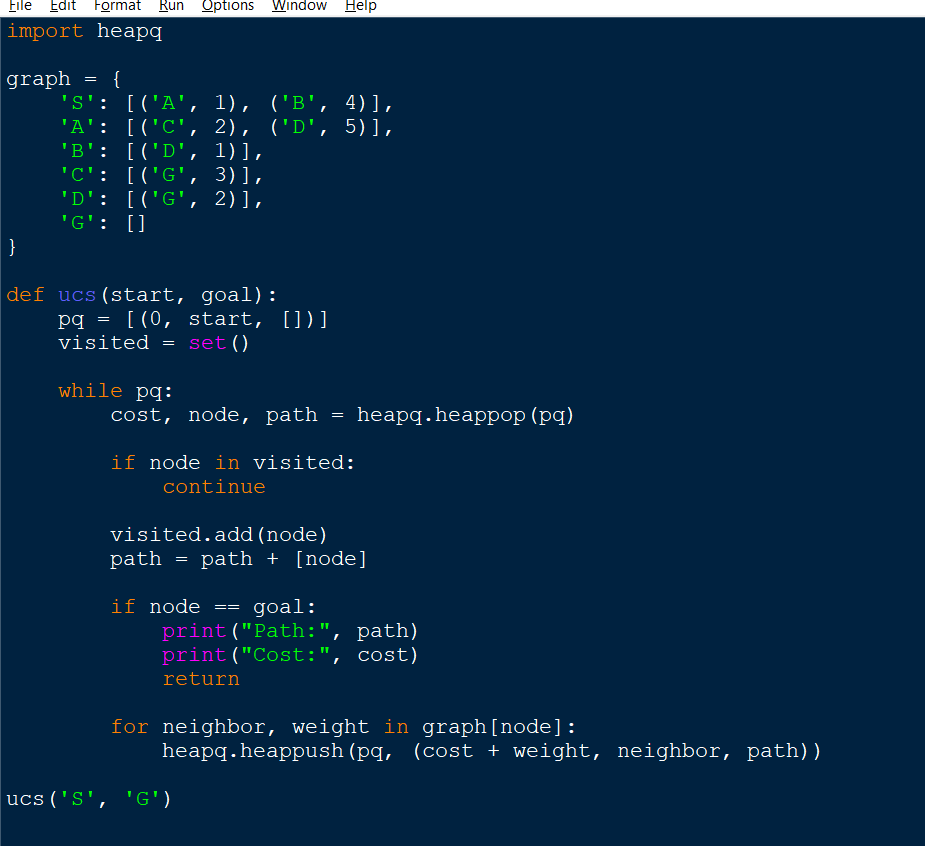 File Edit Format Run Options Window Help
import heapq

graph = {
    'S': [('A', 1), ('B', 4)],
    'A': [('C', 2), ('D', 5)],
    'B': [('D', 1)],
    'C': [('G', 3)],
    'D': [('G', 2)],
    'G': []
}

def ucs(start, goal):
    pq = [(0, start, [])]
    visited = set()

    while pq:
        cost, node, path = heapq.heappop(pq)

        if node in visited:
            continue

        visited.add(node)
        path = path + [node]

        if node == goal:
            print("Path:", path)
            print("Cost:", cost)
            return

        for neighbor, weight in graph[node]:
            heapq.heappush(pq, (cost + weight, neighbor, path))

ucs('S', 'G')